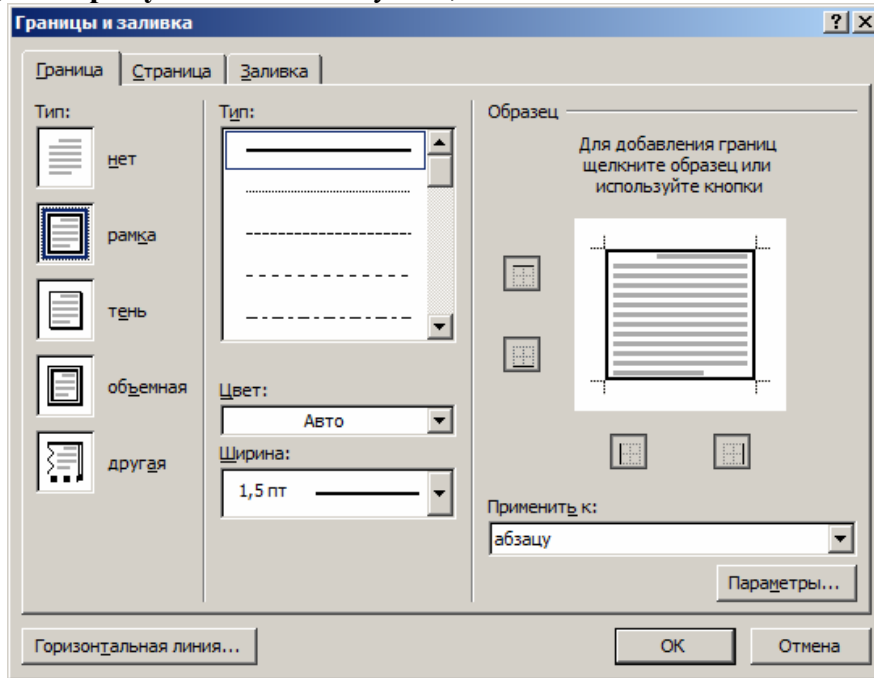 Границы и заливка
Граница Страница Заливка
Тип:
нет
рамка
тень
объемная
другая
Тип:
Цвет:
Авто
Ширина:
1,5 пт
Образец
Для добавления границ
щелкните образец или
используйте кнопки
Применить к:
абзацу
Параметры...
Горизонтальная линия...
ОК
Отмена